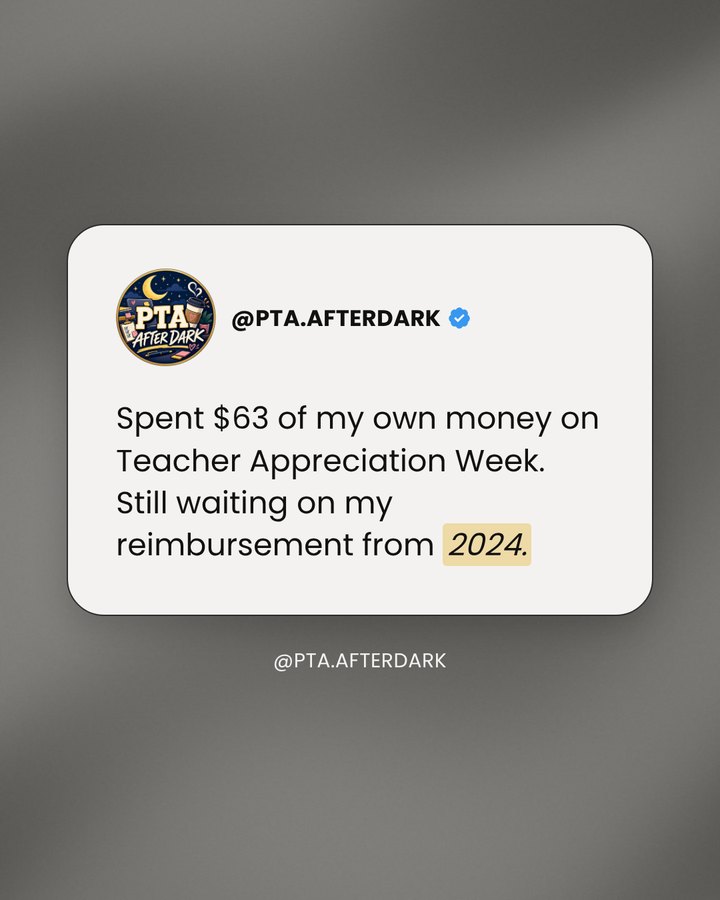 PTA
AFTER DARK
@PTA.AFTERDARK
Spent $63 of my own money on
Teacher Appreciation Week.
Still waiting on my
reimbursement from 2024.
@PTA.AFTERDARK